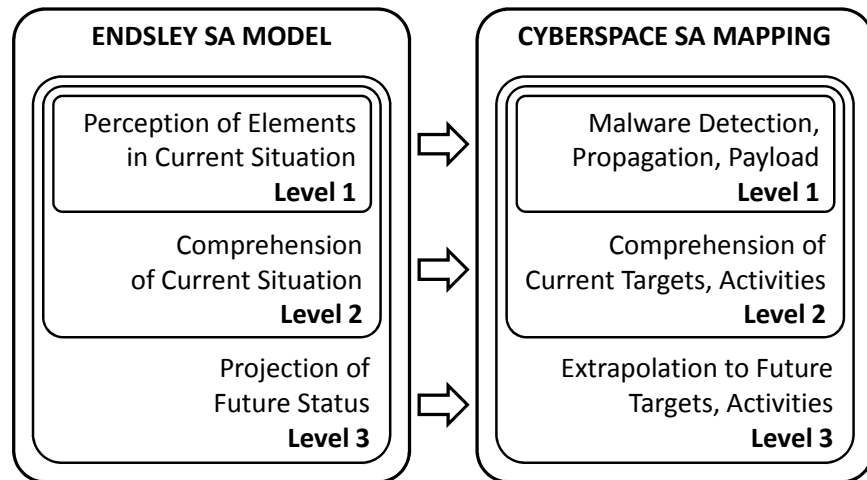 ENDSLEY SA MODEL
Perception of Elements
in Current Situation
Level 1
Comprehension
of Current Situation
Level 2
Projection of
Future Status
Level 3
CYBERSPACE SA MAPPING
Malware Detection,
Propagation, Payload
Level 1
Comprehension of
Current Targets, Activities
Level 2
Extrapolation to Future
Targets, Activities
Level 3